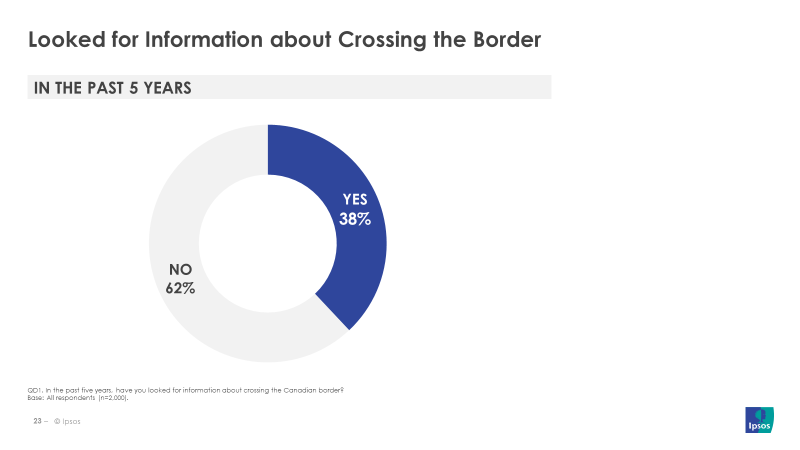 Looked for Information about Crossing the Border
IN THE PAST 5 YEARS
YES
38%
NO
62%
QD1. In the past five years, have you looked for information about crossing the Canadian border?
Base: All respondents (n=2,000).
23 – © Ipsos
Ipsos